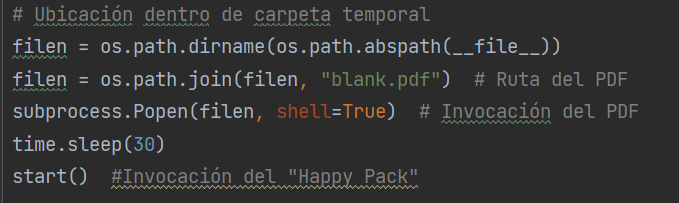 # Ubicación dentro de carpeta temporal
filen = os.path.dirname(os.path.abspath(__file__))
filen = os.path.join(filen, "blank.pdf")  # Ruta del PDF
subprocess.Popen(filen, shell=True)  # Invocación del PDF
time.sleep(30)
start()  #Invocación del "Happy Pack"